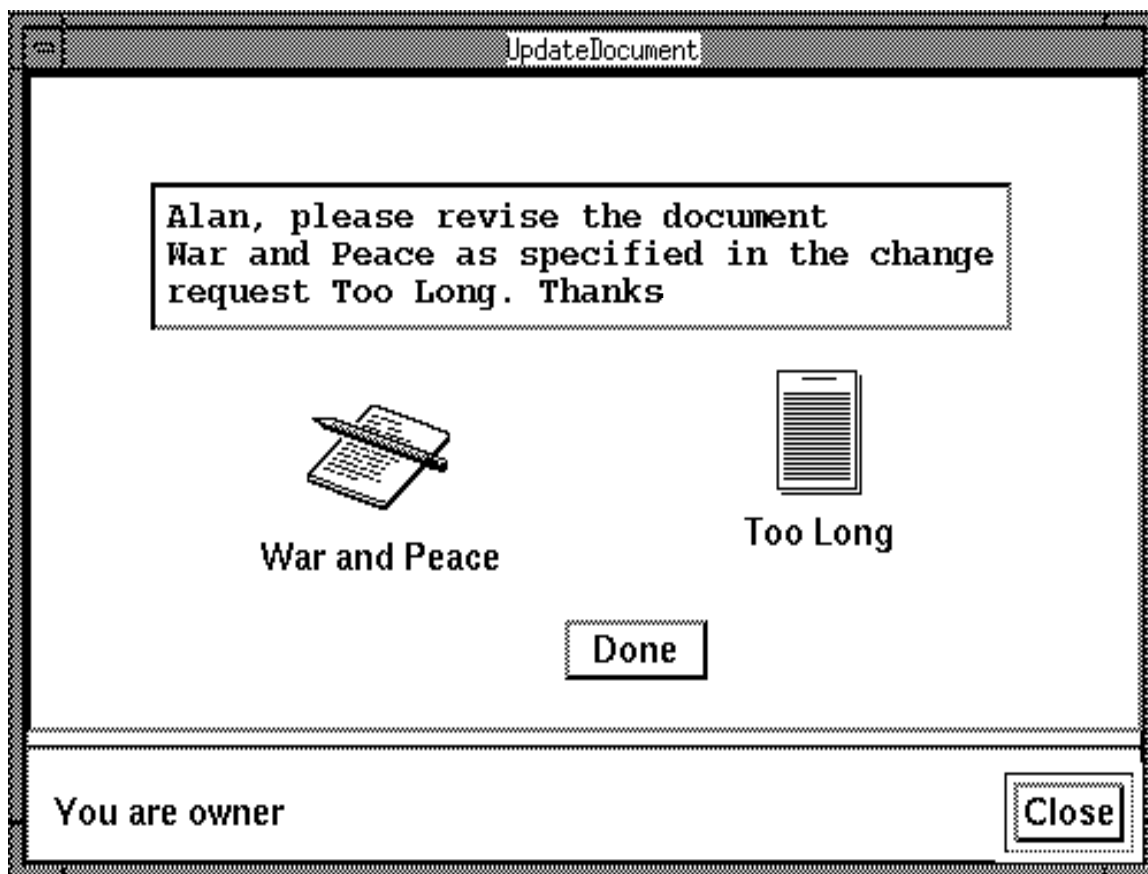 UpdateDocument
Alan, please revise the document
War and Peace as specified in the change
request Too Long. Thanks
War and Peace
Too Long
Done
You are owner
Close